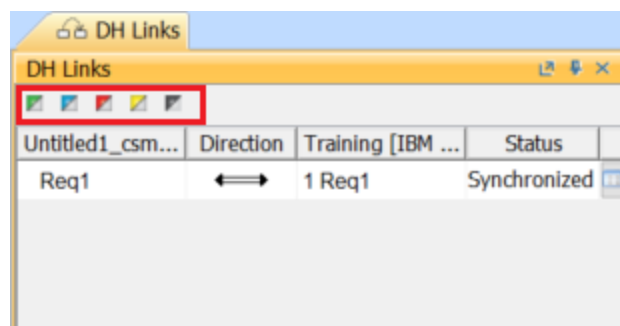 DH Links
DH Links
Untitled1_csm... Direction Training [IBM ... Status
Req1 1 Req1 Synchronized